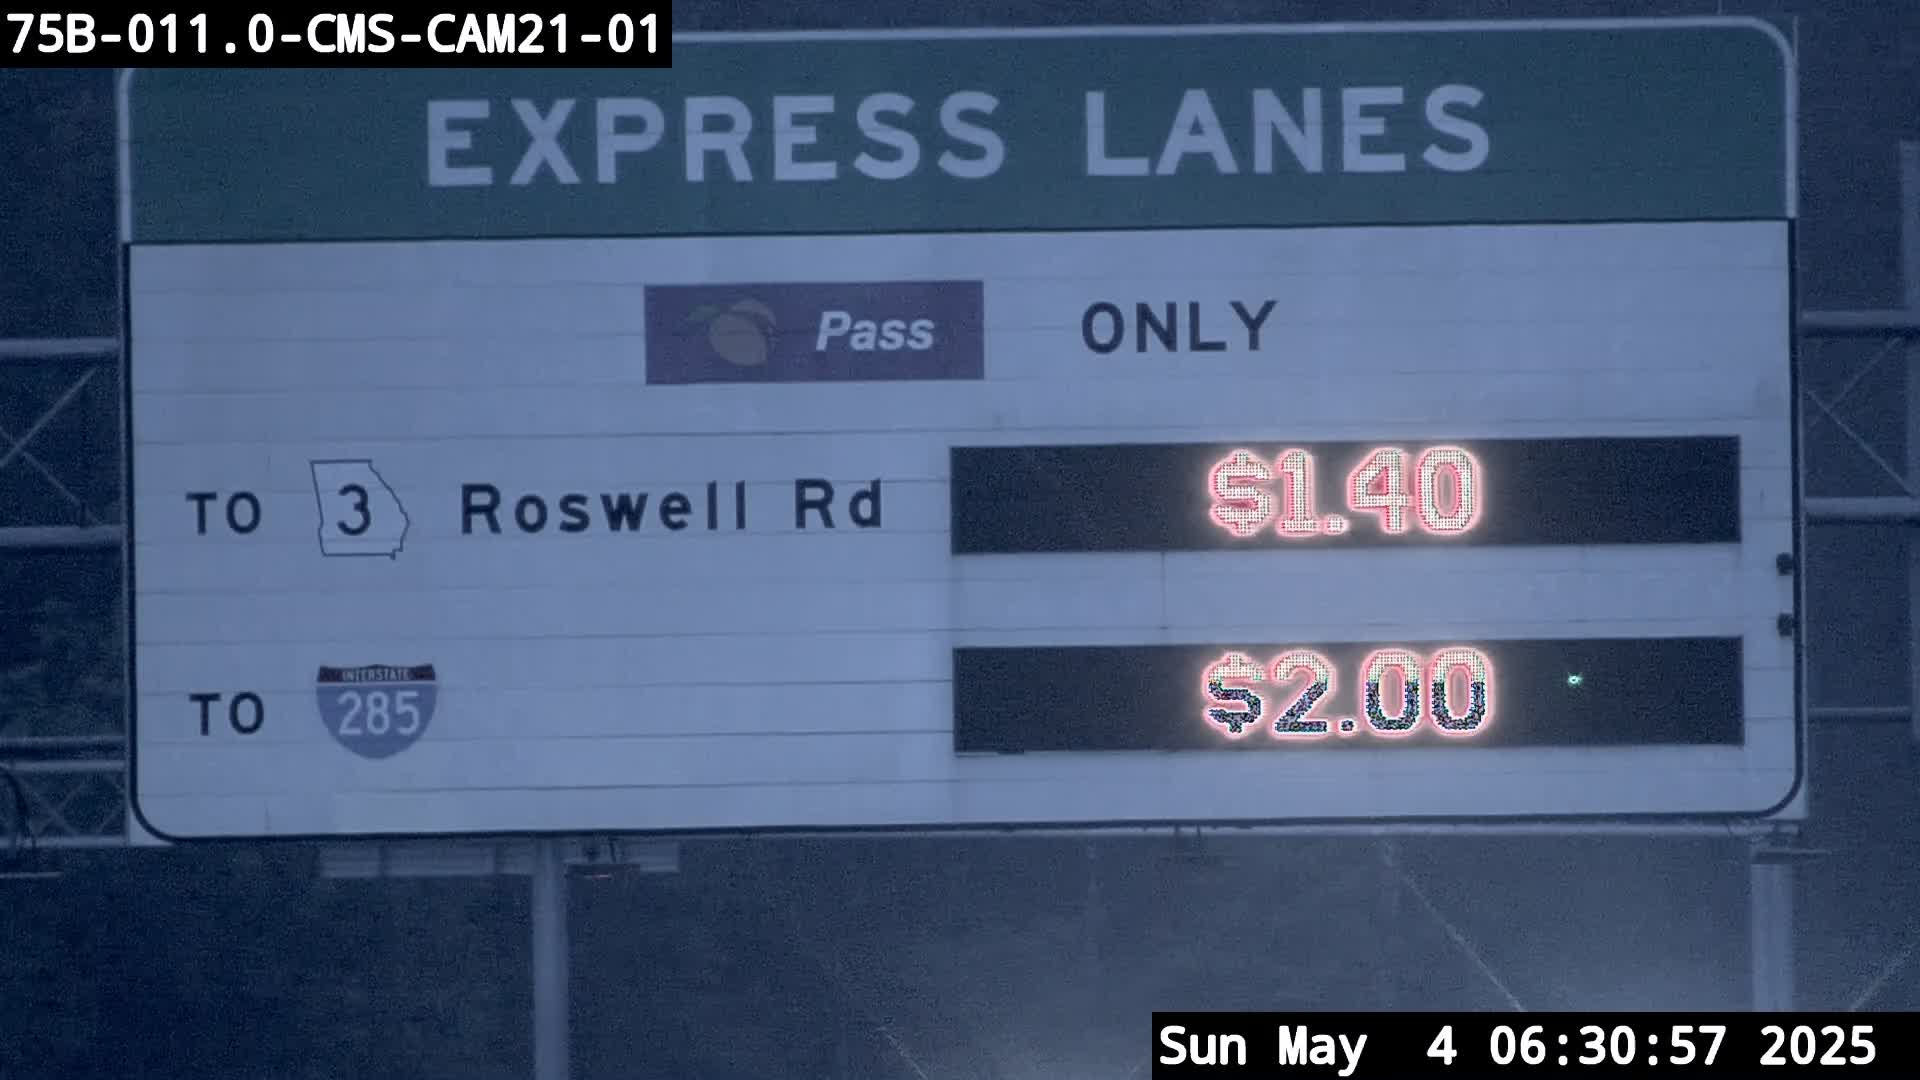 75B-011.0-CMS-CAM21-01
EXPRESS LANES
Pass ONLY
TO 3 Roswell Rd $1.40
TO INTERSTATE 285 $2.00
Sun May 4 06:30:57 2025